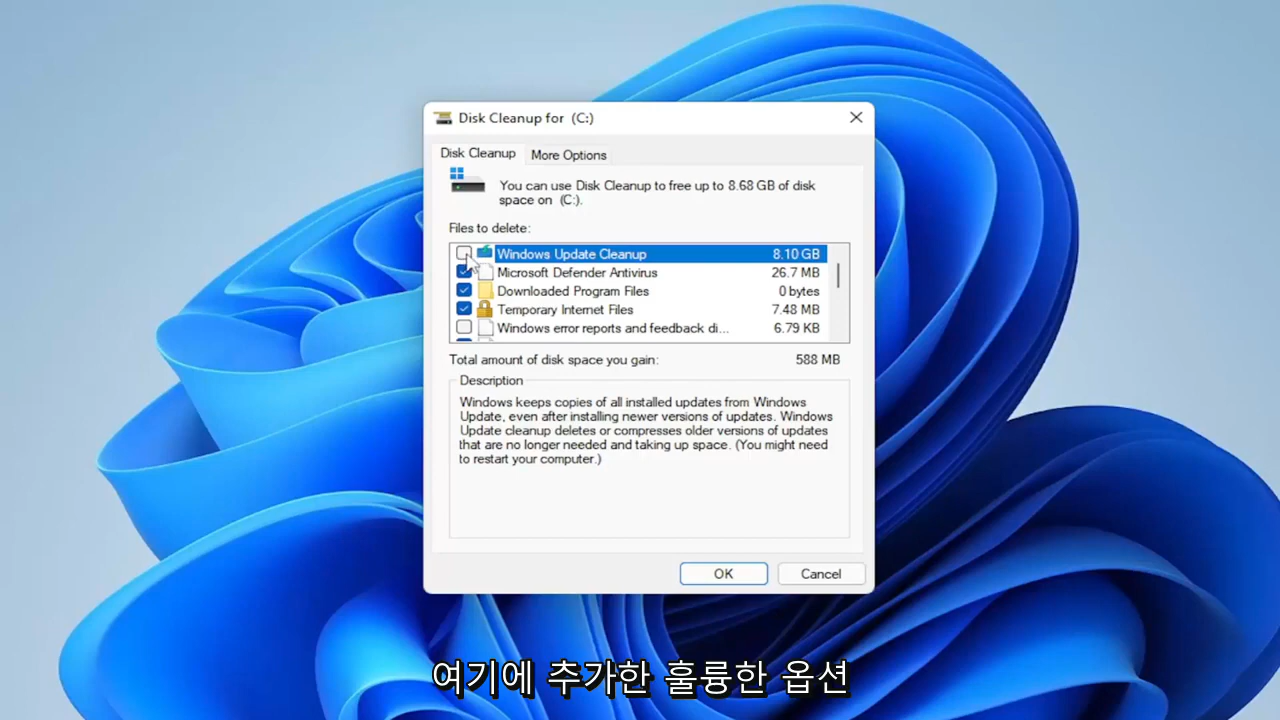 Disk Cleanup for (C:)
Disk Cleanup
More Options
You can use Disk Cleanup to free up to 8.68 GB of disk
space on (C:).
Files to delete:
Windows Update Cleanup 8.10 GB
Microsoft Defender Antivirus 26.7 MB
Downloaded Program Files 0 bytes
Temporary Internet Files 7.48 MB
Windows error reports and feedback di... 6.79 KB
Total amount of disk space you gain: 588 MB
Description
Windows keeps copies of all installed updates from Windows
Update, even after installing newer versions of updates. Windows
Update cleanup deletes or compresses older versions of updates
that are no longer needed and taking up space. (You might need
to restart your computer.)
OK
Cancel
여기에 추가한 훌륭한 옵션